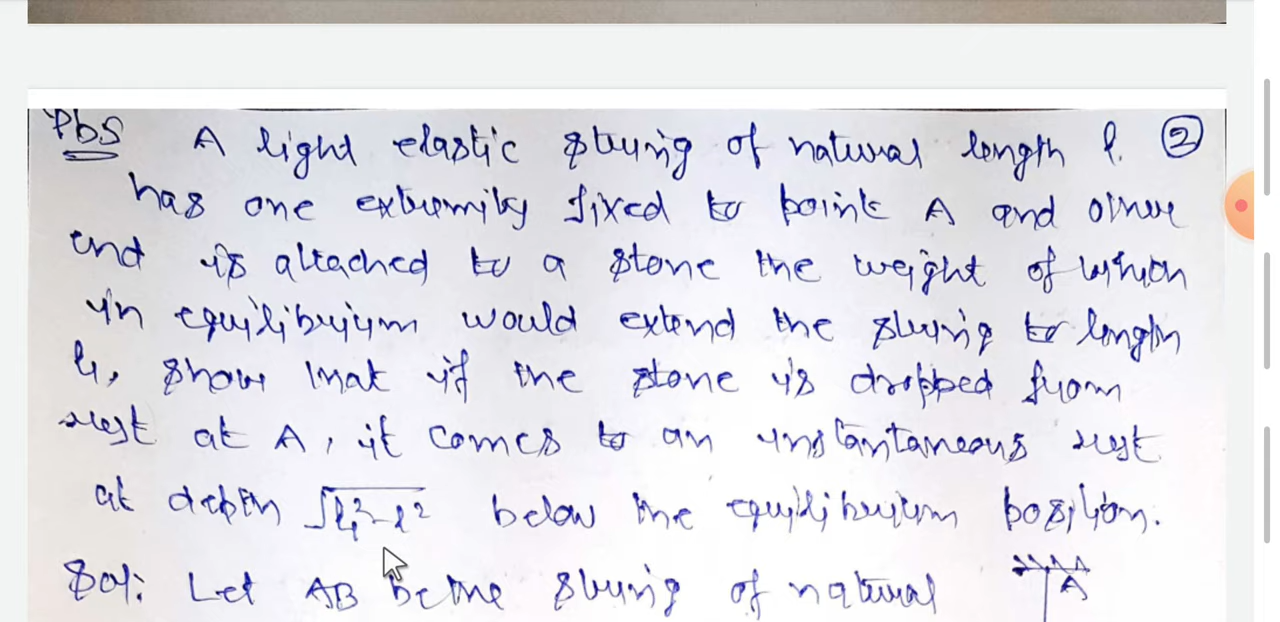 Pbs A light elastic string of natural length l. ②
has one extremity fixed to point A and other
end is attached to a stone the weight of which
in equilibrium would extend the string to length
l₁, show that if the stone is dropped from
rest at A, it comes to an instantaneous rest
at depth √l₁²-l² below the equilibrium position.
Sol: Let AB be the string of natural
A